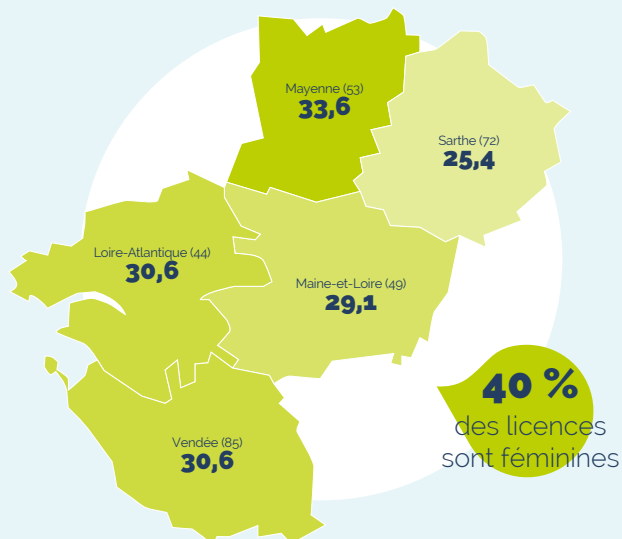 Mayenne (53)
33,6
Sarthe (72)
25,4
Loire-Atlantique (44)
30,6
Maine-et-Loire (49)
29,1
Vendée (85)
30,6
40 %
des licences
sont féminines